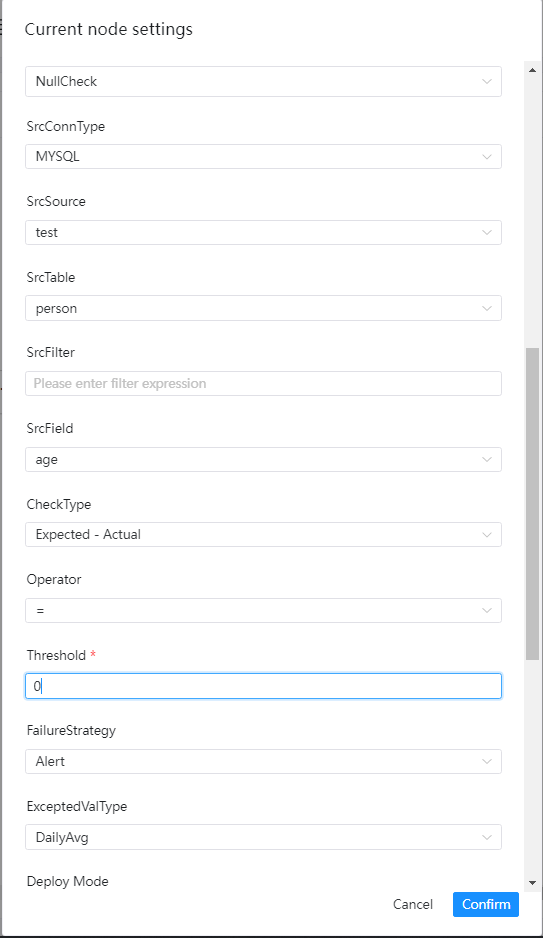 Current node settings
NullCheck
SrcConnType
MYSQL
SrcSource
test
SrcTable
person
SrcFilter
Please enter filter expression
SrcField
age
CheckType
Expected - Actual
Operator
=
Threshold *
0
FailureStrategy
Alert
ExceptedValType
DailyAvg
Deploy Mode
Cancel Confirm